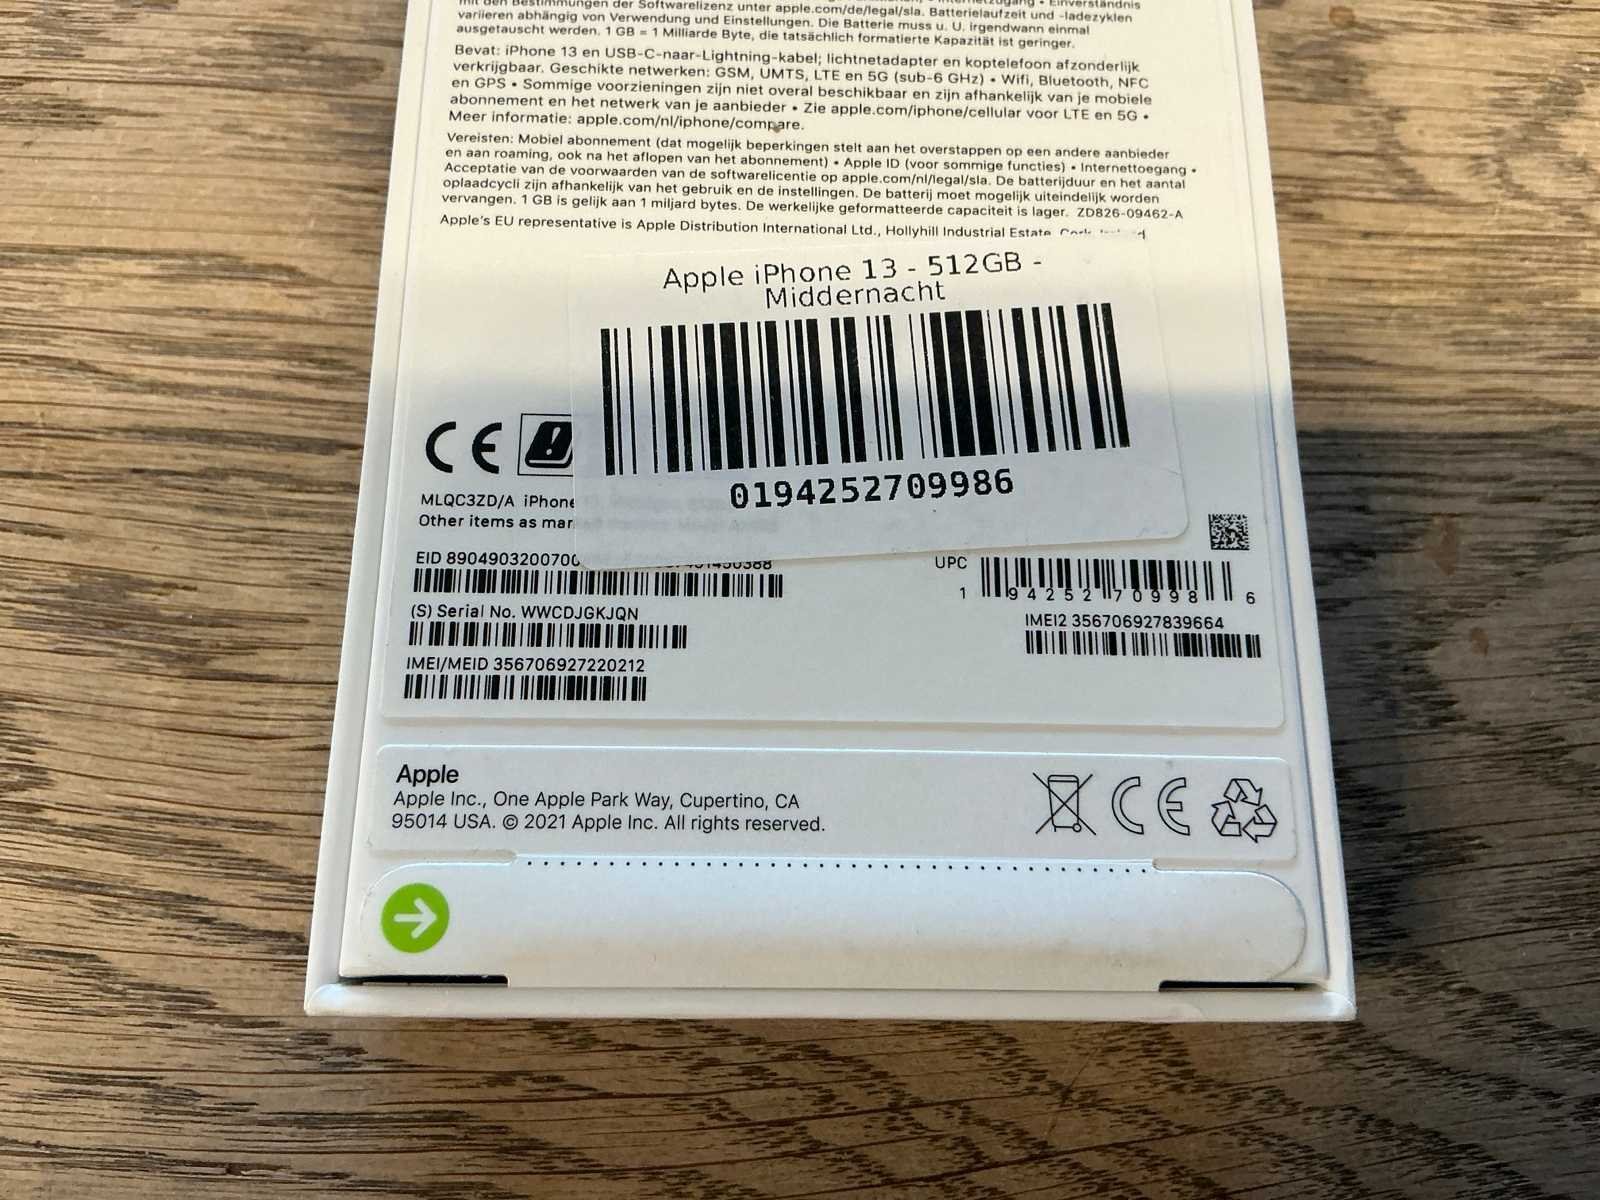 mit den Bestimmungen der Softwarelizenz unter apple.com/de/legal/sla. Batterielaufzeit und -ladezyklen
variieren abhängig von Verwendung und Einstellungen. Die Batterie muss u. U. irgendwann einmal
ausgetauscht werden. 1 GB = 1 Milliarde Byte, die tatsächlich formatierte Kapazität ist geringer.
Bevat: iPhone 13 en USB-C-naar-Lightning-kabel; lichtnetadapter en koptelefoon afzonderlijk
verkrijgbaar. Geschikte netwerken: GSM, UMTS, LTE en 5G (sub-6 GHz) • Wifi, Bluetooth, NFC
en GPS • Sommige voorzieningen zijn niet overal beschikbaar en zijn afhankelijk van je mobiele
abonnement en het netwerk van je aanbieder • Zie apple.com/iphone/cellular voor LTE en 5G •
Meer informatie: apple.com/nl/iphone/compare.
Vereisten: Mobiel abonnement (dat mogelijk beperkingen stelt aan het overstappen op een andere aanbieder
en aan roaming, ook na het aflopen van het abonnement) • Apple ID (voor sommige functies) • Internettoegang •
Acceptatie van de voorwaarden van de softwarelicentie op apple.com/nl/legal/sla. De batterijduur en het aantal
oplaadcycli zijn afhankelijk van het gebruik en de instellingen. De batterij moet mogelijk uiteindelijk worden
vervangen. 1 GB is gelijk aan 1 miljard bytes. De werkelijke geformatteerde capaciteit is lager. ZD826-09462-A
Apple's EU representative is Apple Distribution International Ltd., Hollyhill Industrial Estate,
Apple iPhone 13 - 512GB -
Middernacht
0194252709986
CE
MLQC3ZD/A iPhone
Other items as mar
EID 8904903200700
UPC
1 94252 70998 6
(S) Serial No. WWCDJGKJQN
IMEI2 356706927839664
IMEI/MEID 356706927220212
Apple
Apple Inc., One Apple Park Way, Cupertino, CA
95014 USA. © 2021 Apple Inc. All rights reserved.
CE